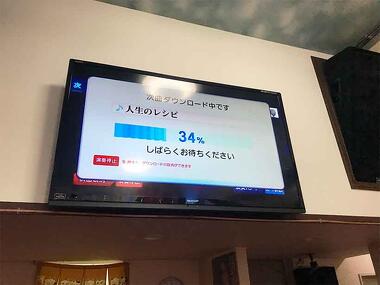 次
次曲ダウンロード中です
♪人生のレシピ
34%
しばらくお待ちください
演奏停止